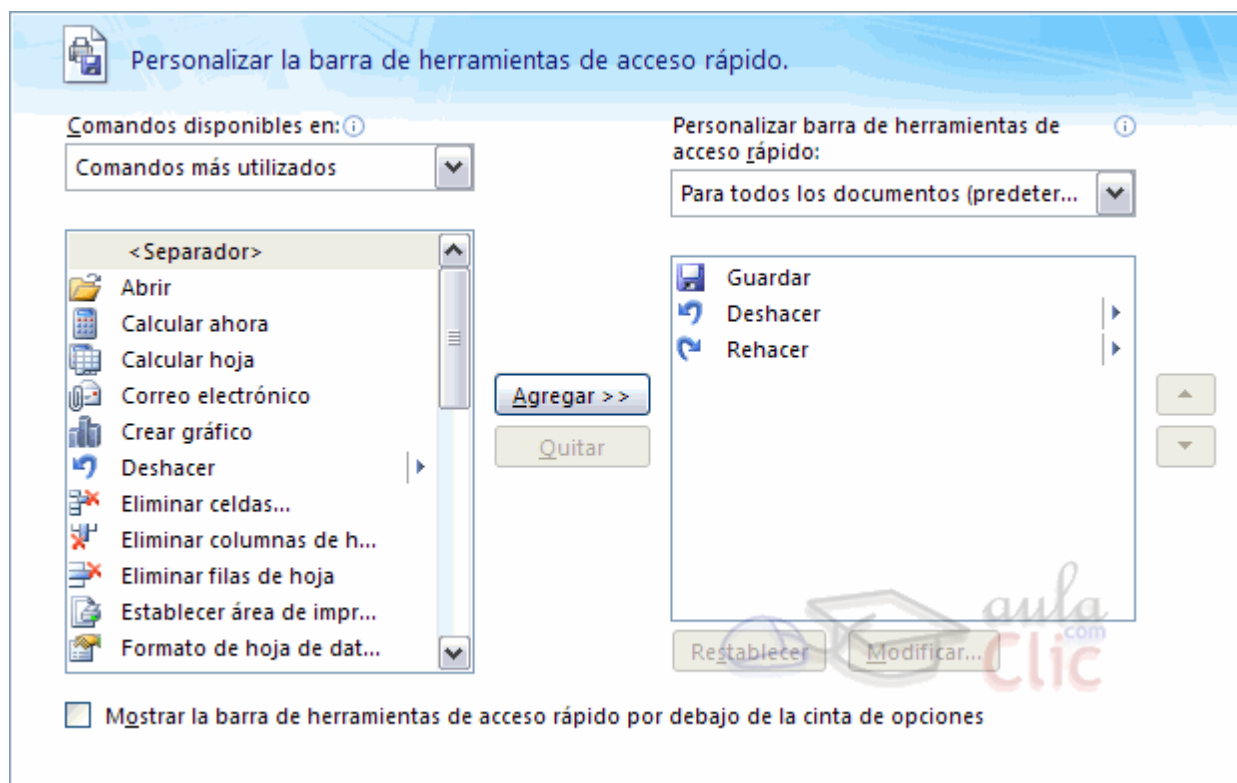 Personalizar la barra de herramientas de acceso rápido.
Comandos disponibles en:
Comandos más utilizados
Personalizar barra de herramientas de
acceso rápido:
Para todos los documentos (predeter...
<Separador>
Abrir
Calcular ahora
Calcular hoja
Correo electrónico
Crear gráfico
Deshacer
Eliminar celdas...
Eliminar columnas de h...
Eliminar filas de hoja
Establecer área de impr...
Formato de hoja de dat...
Agregar >>
Quitar
Guardar
Deshacer
Rehacer
Restablecer
Modificar...
aula
.com
Clic
Mostrar la barra de herramientas de acceso rápido por debajo de la cinta de opciones